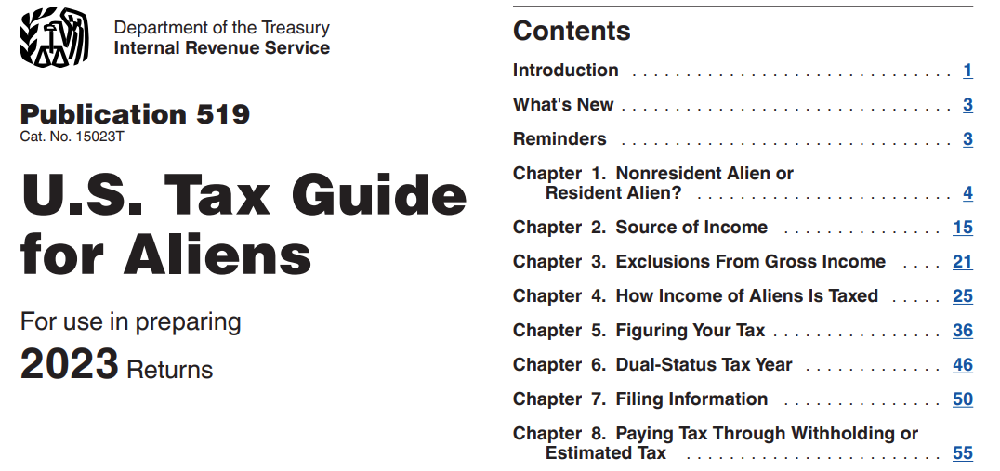 Department of the Treasury
Internal Revenue Service
Publication 519
Cat. No. 15023T
U.S. Tax Guide
for Aliens
For use in preparing
2023 Returns
Contents
Introduction . . . . . . . . . . . . . . . . . . . . . . . . . . . . . . 1
What's New . . . . . . . . . . . . . . . . . . . . . . . . . . . . . . . 3
Reminders . . . . . . . . . . . . . . . . . . . . . . . . . . . . . . . 3
Chapter 1. Nonresident Alien or
Resident Alien? . . . . . . . . . . . . . . . . . . . . . . . 4
Chapter 2. Source of Income . . . . . . . . . . . . . . . 15
Chapter 3. Exclusions From Gross Income . . . . 21
Chapter 4. How Income of Aliens Is Taxed . . . . . 25
Chapter 5. Figuring Your Tax . . . . . . . . . . . . . . . . 36
Chapter 6. Dual-Status Tax Year . . . . . . . . . . . . . 46
Chapter 7. Filing Information . . . . . . . . . . . . . . . 50
Chapter 8. Paying Tax Through Withholding or
Estimated Tax . . . . . . . . . . . . . . . . . . . . . . . . 55